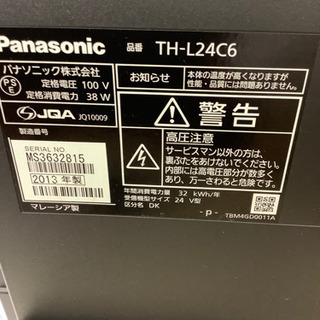 Panasonic
品番 TH-L24C6
パナソニック株式会社
定格電圧 100 V
定格消費電力 38 W
PS
E
JQA JQ10009
製造番号
SERIAL NO.
MS3632815
2013 年製
マレーシア製
お知らせ
本体の温度が高くなりますが
性能・品質には問題ありません
警告
高圧注意
サービスマン以外の方は、
裏ぶたをあけないでください。
内部には高電圧部分が数多く
あり、万一さわると危険です。
年間消費電力量 32 kWh/年
受信機型サイズ 24 V型
区分名 DK
- p -
TBM4GD0011A